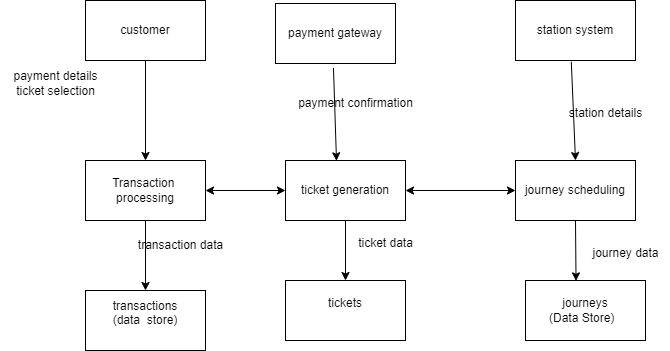 customer
payment gateway
station system
payment details
ticket selection
payment confirmation
station details
Transaction
processing
ticket generation
journey scheduling
transaction data
ticket data
journey data
transactions
(data store)
tickets
journeys
(Data Store)